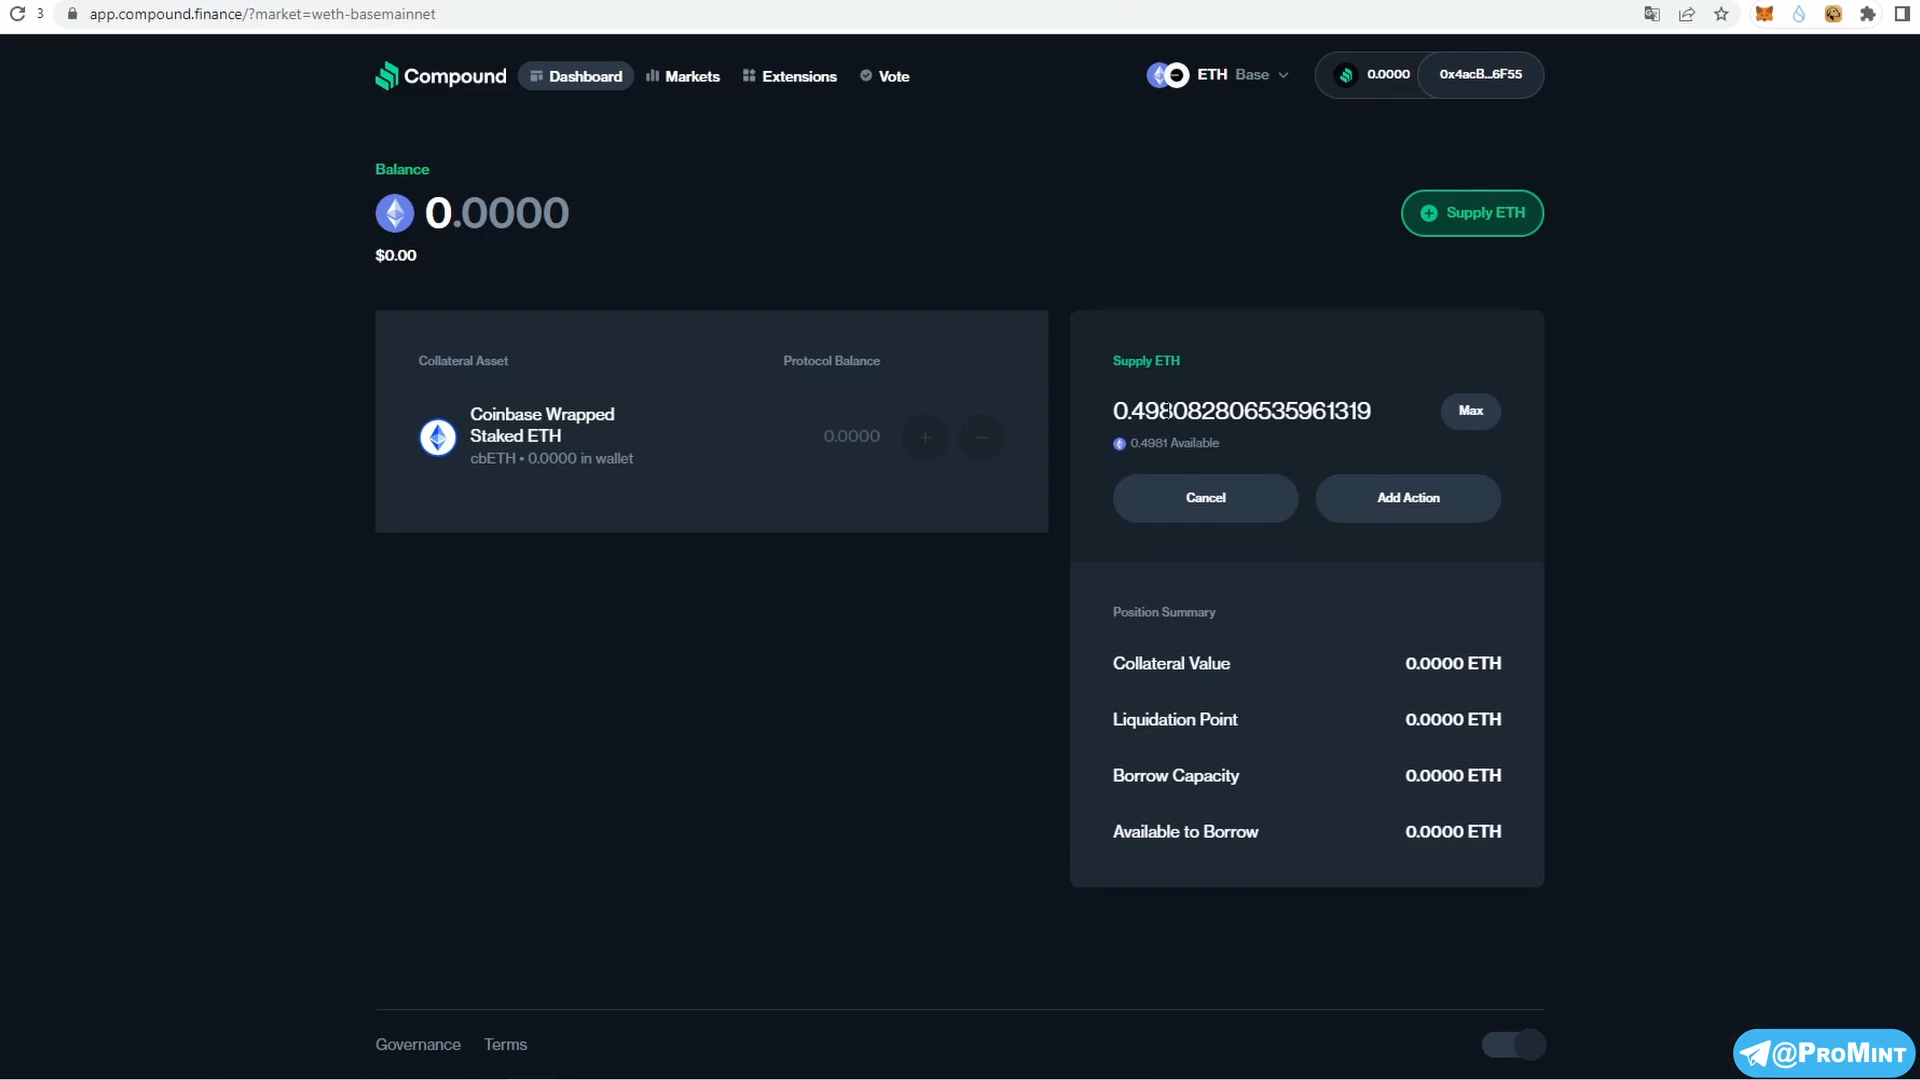 3 app.compound.finance/?market=weth-basemainnet
Compound Dashboard Markets Extensions Vote ETH Base 0.0000 0x4acB...6F55
Balance
0.0000
$0.00
Supply ETH
Collateral Asset Protocol Balance
Coinbase Wrapped
Staked ETH
cbETH • 0.0000 in wallet
0.0000 + −
Supply ETH
0.498082806535961319 Max
0.4981 Available
Cancel Add Action
Position Summary
Collateral Value 0.0000 ETH
Liquidation Point 0.0000 ETH
Borrow Capacity 0.0000 ETH
Available to Borrow 0.0000 ETH
Governance Terms
@PROMINT